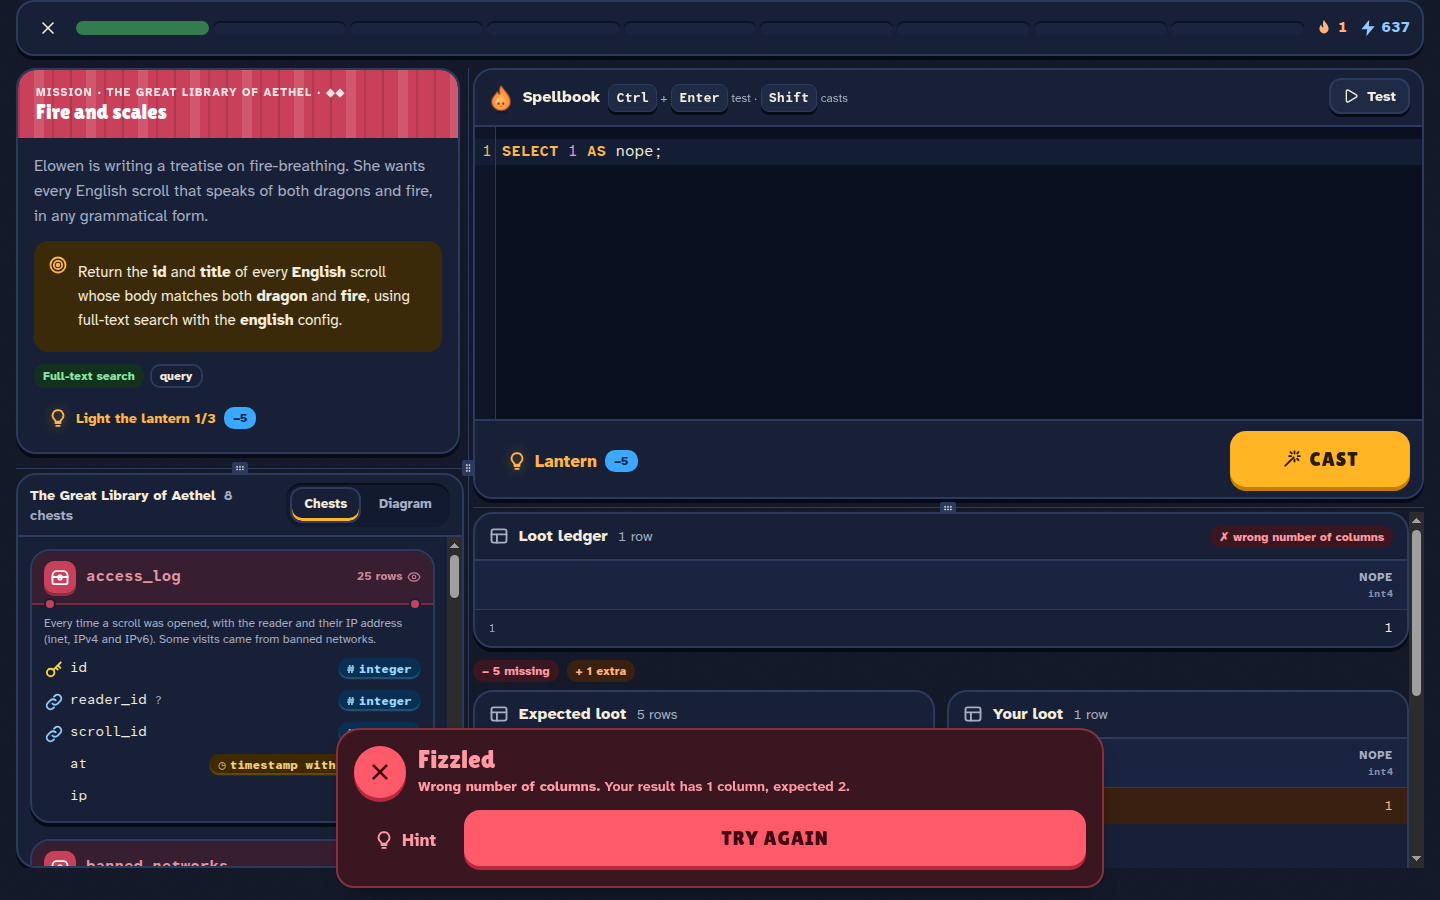 1
637
MISSION · THE GREAT LIBRARY OF AETHEL · ◆◆
Fire and scales
Elowen is writing a treatise on fire-breathing. She wants
every English scroll that speaks of both dragons and fire,
in any grammatical form.
Return the id and title of every English scroll
whose body matches both dragon and fire, using
full-text search with the english config.
Full-text search
query
Light the lantern 1/3
−5
The Great Library of Aethel 8
chests
Chests
Diagram
access_log
25 rows
Every time a scroll was opened, with the reader and their IP address
(inet, IPv4 and IPv6). Some visits came from banned networks.
id
# integer
reader_id ?
# integer
scroll_id
at
timestamp with
ip
banned_networks
Spellbook
Ctrl + Enter test · Shift casts
Test
1 SELECT 1 AS nope;
Lantern
−5
CAST
Loot ledger 1 row
✗ wrong number of columns
NOPE
int4
1
1
− 5 missing
+ 1 extra
Expected loot 5 rows
Your loot 1 row
NOPE
int4
1
Fizzled
Wrong number of columns. Your result has 1 column, expected 2.
Hint
TRY AGAIN